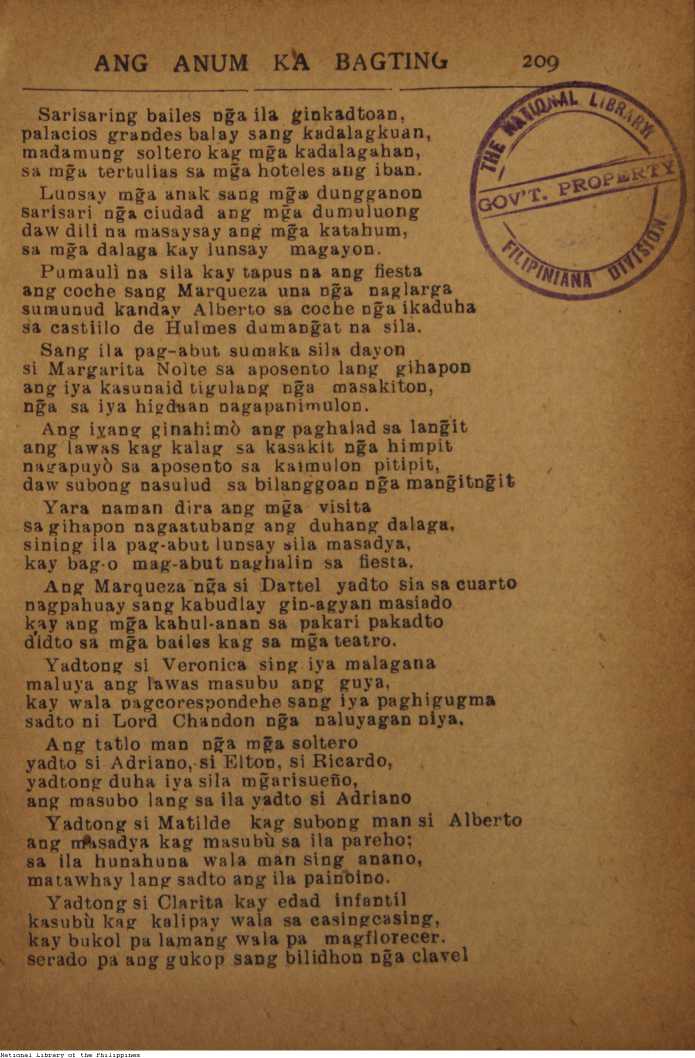 ANG ANUM KA BAGTING 209
THE NATIONAL LIBRARY
GOV'T. PROPERTY
FILIPINIANA DIVISION
Sarisaring bailes ng̃a ila ginkadtoan,
palacios grandes balay sang kadalagkuan,
madamung soltero kag mg̃a kadalagahan,
sa mg̃a tertulias sa mg̃a hoteles ang iban.
Lunsay mg̃a anak sang mg̃a dungganon
sarisari ng̃a ciudad ang mg̃a dumuluong
daw dili na masaysay ang mg̃a katahum,
sa mg̃a dalaga kay lunsay magayon.
Pumaulì na sila kay tapus na ang fiesta
ang coche sang Marqueza una ng̃a naglarga
sumunud kanday Alberto sa coche ng̃a ikaduha
sa castiilo de Hulmes dumang̃at na sila.
Sang ila pag-abut sumaka sila dayon
si Margarita Nolte sa aposento lang gihapon
ang iya kasunaid tigulang ng̃a masakiton,
ng̃a sa iya higdaan nagapanimulon.
Ang iyang ginahimò ang paghalad sa lang̃it
ang lawas kag kalag sa kasakit ng̃a himpit
nagapuyò sa aposento sa kaimulon pitipit,
daw subong nasulud sa bilanggoan ng̃a mang̃itng̃it
Yara naman dira ang mg̃a visita
sa gihapon nagaatubang ang duhang dalaga,
sining ila pag-abut lunsay sila masadya,
kay bag-o mag-abut naghalin sa fiesta.
Ang Marqueza ng̃a si Dartel yadto sia sa cuarto
nagpahuay sang kabudlay gin-agyan masiado
kay ang mg̃a kahul-anan sa pakari pakadto
didto sa mg̃a bailes kag sa mg̃a teatro.
Yadtong si Veronica sing iya malagana
maluya ang lawas masubu ang guya,
kay wala pagcorespondehe sang iya paghigugma
sadto ni Lord Chandon ng̃a naluyagan niya.
Ang tatlo man ng̃a mg̃a soltero
yadto si Adriano, si Elton, si Ricardo,
yadtong duha iya sila mg̃arisueño,
ang masubo lang sa ila yadto si Adriano
Yadtong si Matilde kag subong man si Alberto
ang masadya kag masubù sa ila pareho;
sa ila hunahuna wala man sing anano,
matawhay lang sadto ang ila painoino.
Yadtong si Clarita kay edad infantil
kasubù kag kalipay wala sa casingcasing,
kay bukol pa lamang wala pa magflorecer.
serado pa ang gukop sang bilidhon ng̃a clavel
National Library of the Philippines